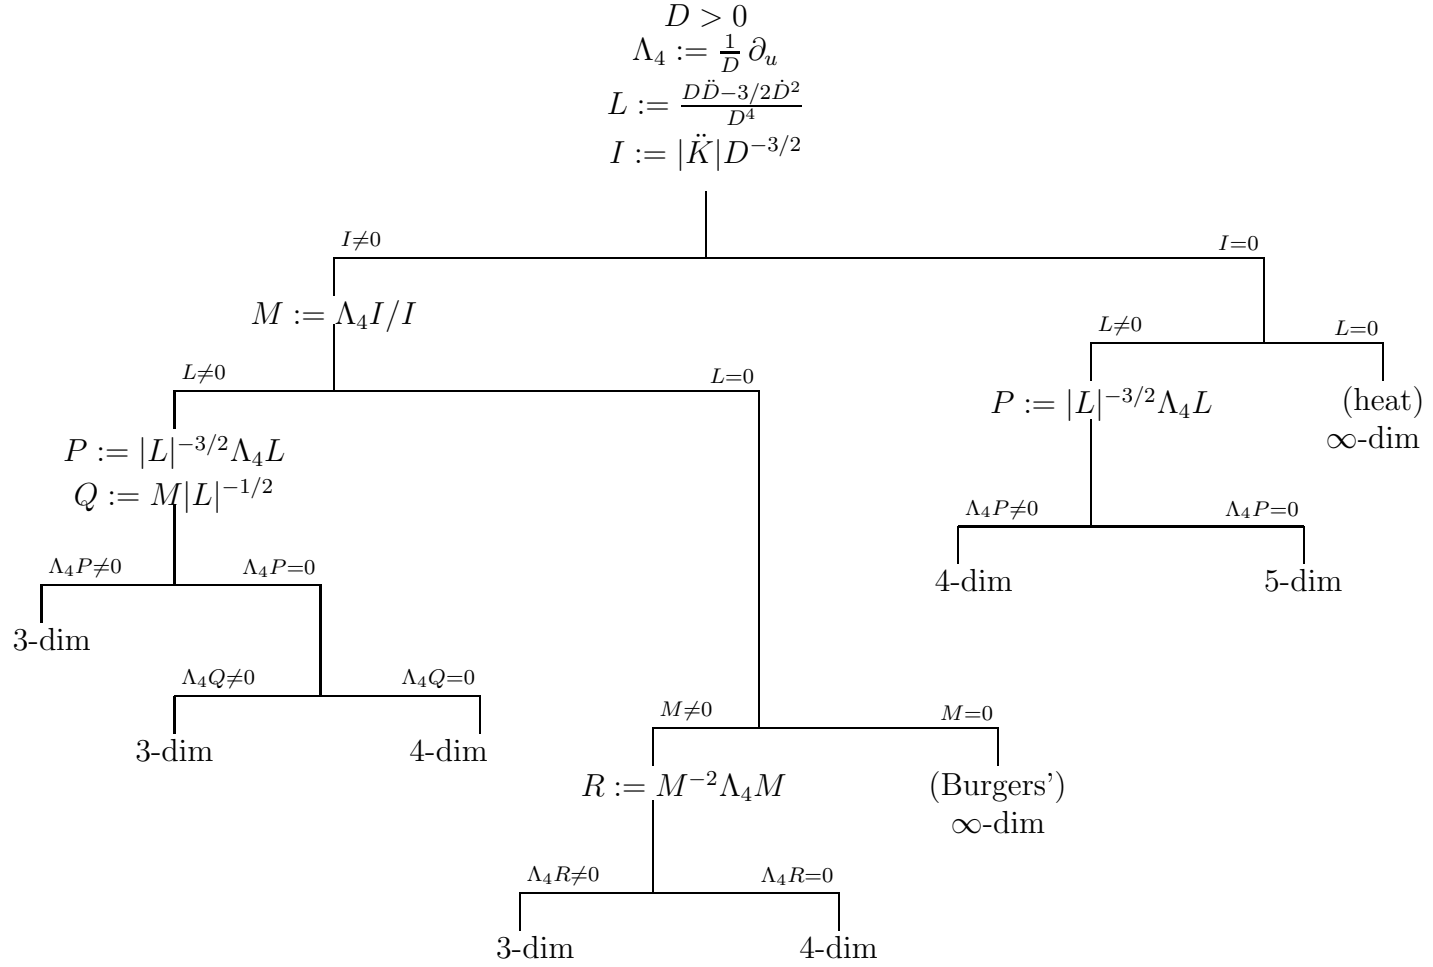 D > 0
Λ₄ := 1/D ∂ᵤ
L := (DD̈−3/2Ḋ²)/D⁴
I := |K̈|D^{−3/2}
I≠0
I=0
M := Λ₄I/I
L≠0
L=0
L≠0
L=0
P := |L|^{−3/2}Λ₄L
(heat)
∞-dim
P := |L|^{−3/2}Λ₄L
Q := M|L|^{−1/2}
Λ₄P≠0
Λ₄P=0
4-dim
5-dim
Λ₄P≠0
Λ₄P=0
3-dim
Λ₄Q≠0
Λ₄Q=0
3-dim
4-dim
M≠0
M=0
R := M^{−2}Λ₄M
(Burgers’)
∞-dim
Λ₄R≠0
Λ₄R=0
3-dim
4-dim